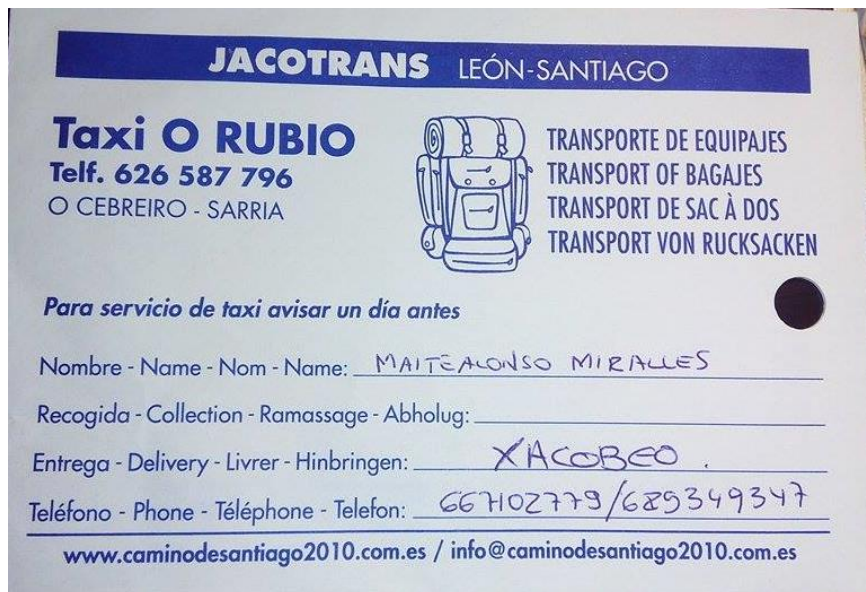 JACOTRANS LEÓN-SANTIAGO
Taxi O RUBIO
Telf. 626 587 796
O CEBREIRO - SARRIA
TRANSPORTE DE EQUIPAJES
TRANSPORT OF BAGAJES
TRANSPORT DE SAC À DOS
TRANSPORT VON RUCKSACKEN
Para servicio de taxi avisar un día antes
Nombre - Name - Nom - Name: MAITE ALONSO MIRALLES
Recogida - Collection - Ramassage - Abholug:
Entrega - Delivery - Livrer - Hinbringen: XACOBEO.
Teléfono - Phone - Téléphone - Telefon: 667102779/689349347
www.caminodesantiago2010.com.es / info@caminodesantiago2010.com.es